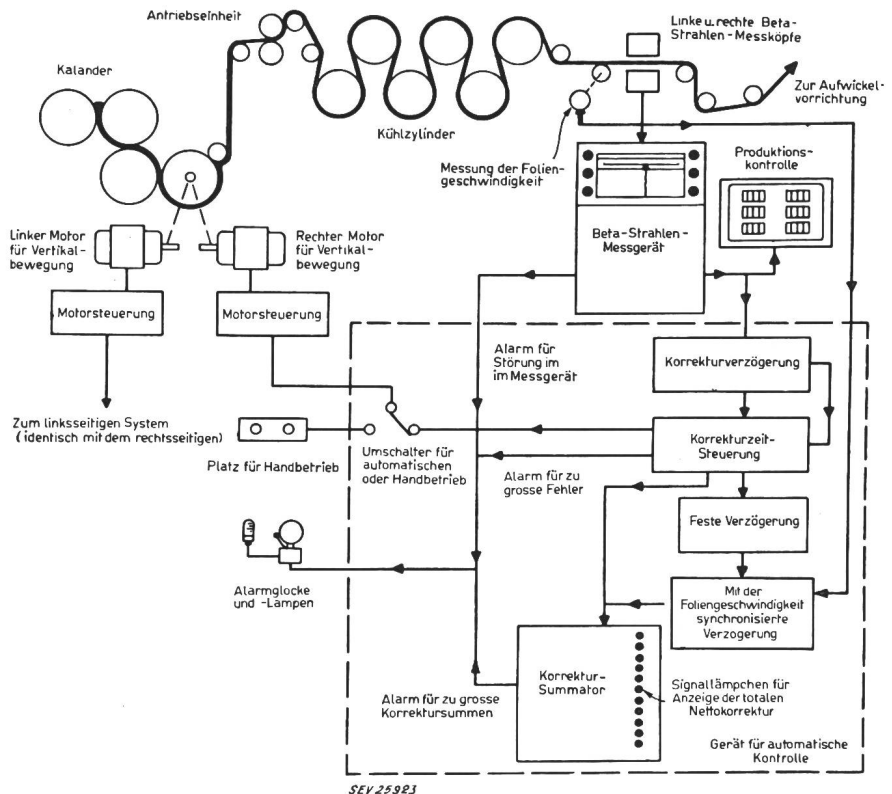 Antriebseinheit
Linke u. rechte Beta-
Strahlen-Messköpfe
Kalander
Zur Aufwickel-
vorrichtung
Kühlzylinder
Messung der Folien-
geschwindigkeit
Produktions-
kontrolle
Linker Motor
für Vertikal-
bewegung
Rechter Motor
für Vertikal-
bewegung
Beta-Strahlen-
Messgerät
Motorsteuerung
Motorsteuerung
Alarm für
Störung im
im Messgerät
Korrekturverzögerung
Zum linksseitigen System
(identisch mit dem rechtsseitigen)
Platz für Handbetrieb
Umschalter für
automatischen
oder Handbetrieb
Korrekturzeit-
Steuerung
Alarm für zu
grosse Fehler
Feste Verzögerung
Alarmglocke
und -Lampen
Mit der
Foliengeschwindigkeit
synchronisierte
Verzogerung
Korrektur-
Summator
Alarm für zu grosse
Korrektursummen
Signallämpchen für
Anzeige der totalen
Nettokorrektur
Gerät für automatische
Kontrolle
SEV 25923